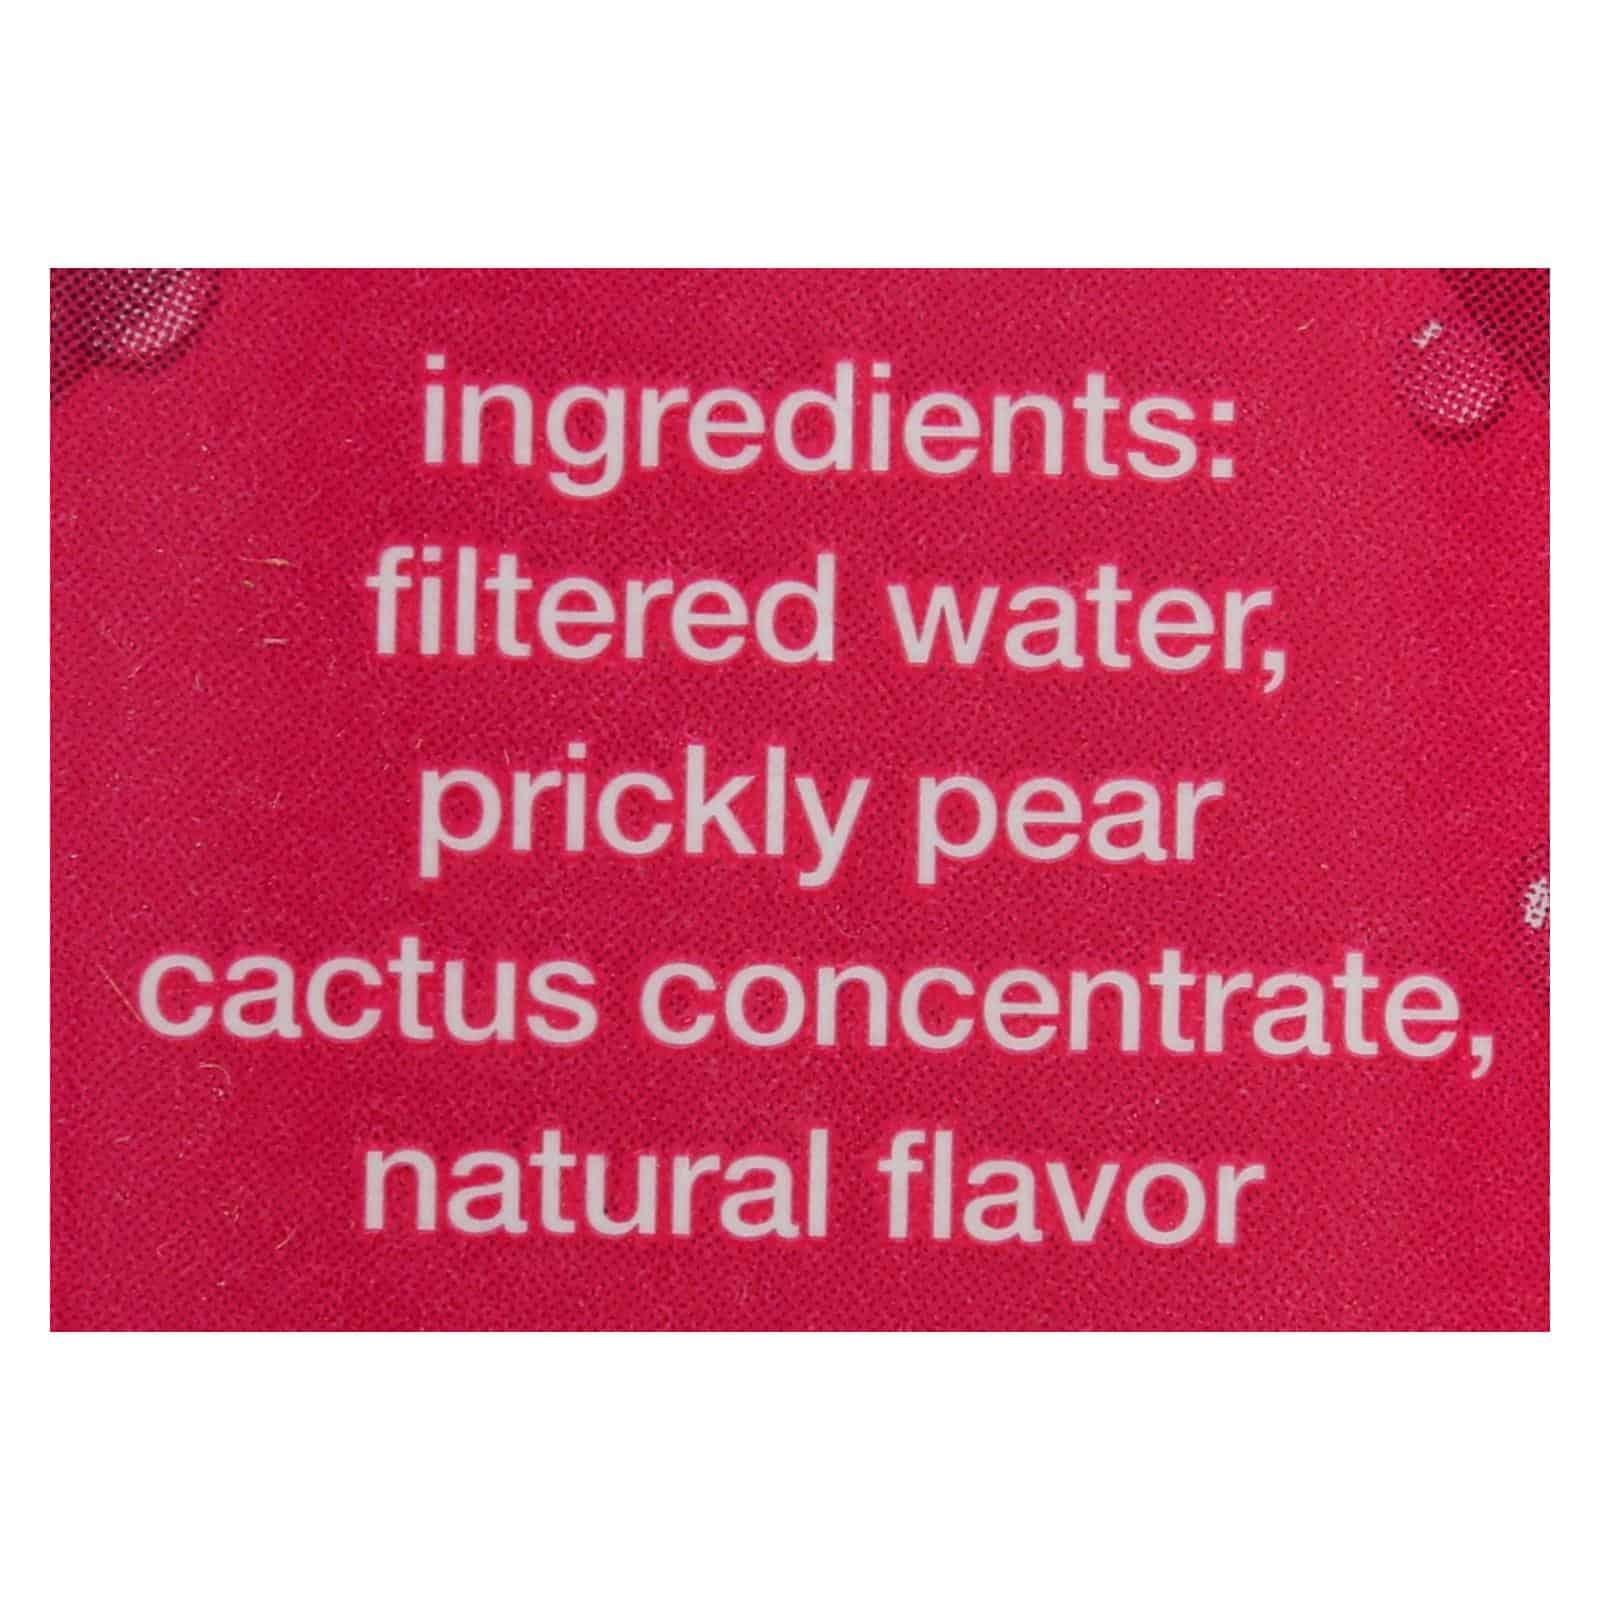 ingredients:
filtered water,
prickly pear
cactus concentrate,
natural flavor